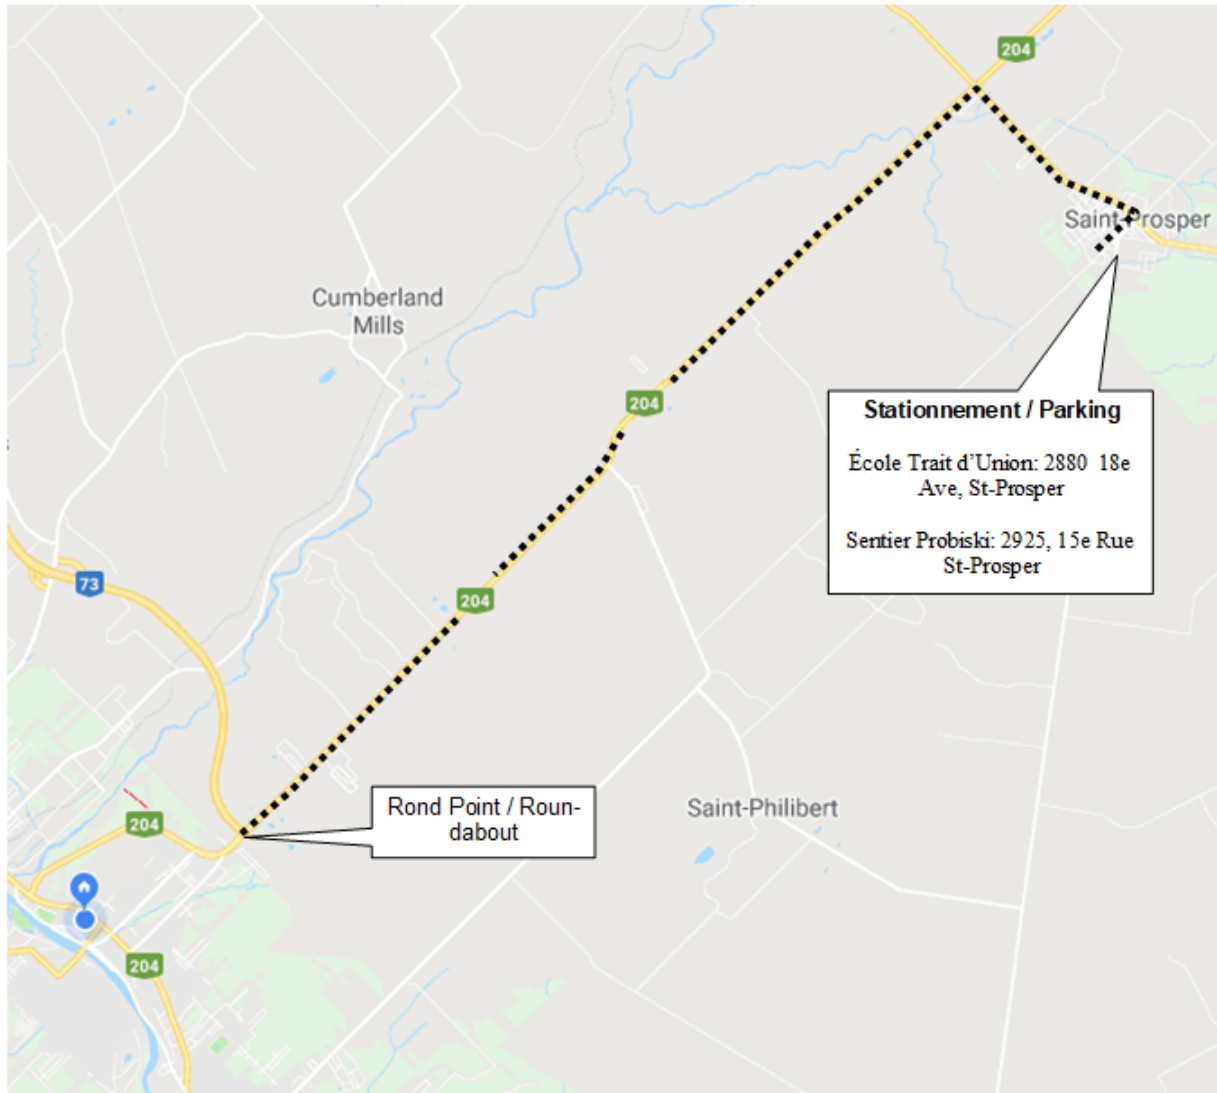 204
Saint-Prosper
Cumberland
Mills
204
Stationnement / Parking
École Trait d’Union: 2880 18e
Ave, St-Prosper
Sentier Probiski: 2925, 15e Rue
St-Prosper
73
204
Rond Point / Roun-
dabout
Saint-Philibert
204
204